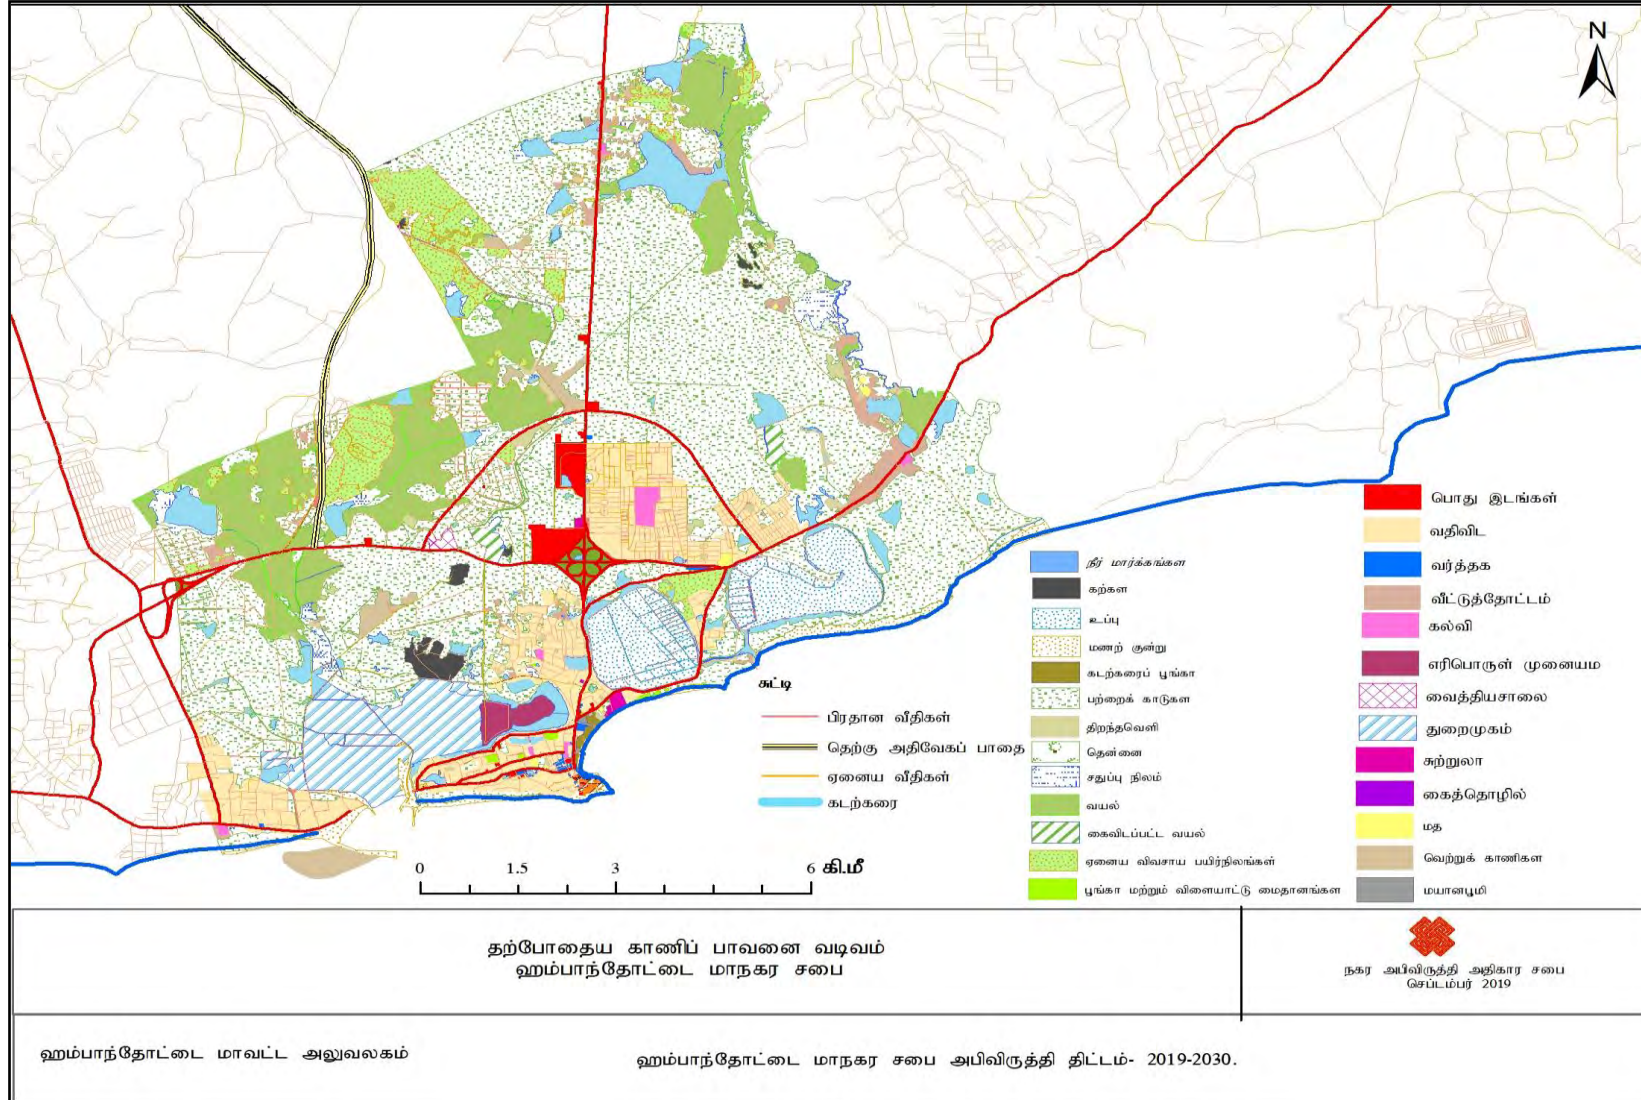 N
நீர் மார்க்கங்கள
கற்கள
உப்பு
மணற் குன்று
கடற்கரைப் பூங்கா
பற்றைக் காடுகள
திறந்தவெளி
தென்னை
சதுப்பு நிலம்
வயல்
கைவிடப்பட்ட வயல்
ஏனைய விவசாய பயிர்நிலங்கள்
பூங்கா மற்றும் விளையாட்டு மைதானங்கள
பொது இடங்கள்
வதிவிட
வர்த்தக
வீட்டுத்தோட்டம்
கல்வி
எரிபொருள் முனையம
வைத்தியசாலை
துறைமுகம்
சுற்றுலா
கைத்தொழில்
மத
வெற்றுக் காணிகள
மயானபூமி
சுட்டி
பிரதான வீதிகள்
தெற்கு அதிவேகப் பாதை
ஏனைய வீதிகள்
கடற்கரை
0 1.5 3 6 கி.மீ
தற்போதைய காணிப் பாவனை வடிவம்
ஹம்பாந்தோட்டை மாநகர சபை
நகர அபிவிருத்தி அதிகார சபை
செப்டம்பர் 2019
ஹம்பாந்தோட்டை மாவட்ட அலுவலகம்
ஹம்பாந்தோட்டை மாநகர சபை அபிவிருத்தி திட்டம்- 2019-2030.